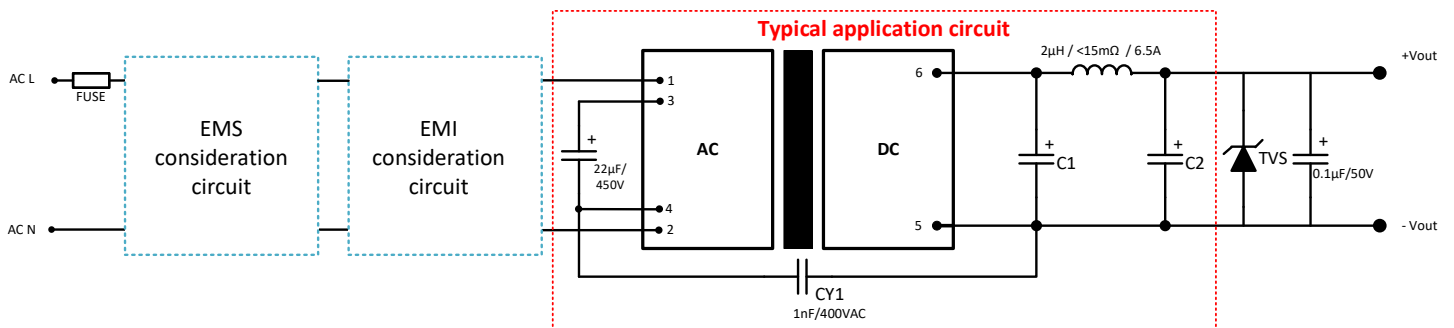 Typical application circuit
2µH / <15mΩ / 6.5A
AC L
FUSE
EMS
consideration
circuit
EMI
consideration
circuit
1
3
+
22µF/
450V
4
2
AC
DC
6
5
+
C1
+
C2
TVS
+
0.1µF/50V
+Vout
- Vout
AC N
CY1
1nF/400VAC